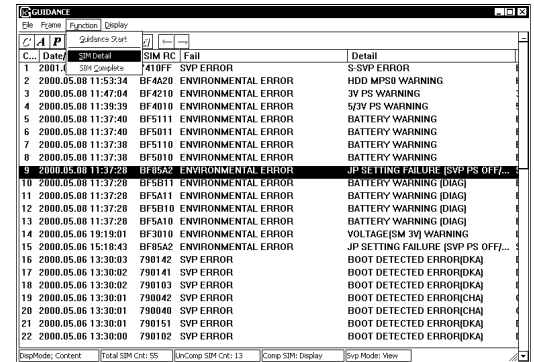 GUIDANCE
File Frame Function Display
C A P Guidance Start
C... Date/ SIM Detail SIM RC Fail Detail
1 2001.0 SIM Complete 7410FF SVP ERROR S-SVP ERROR
2 2000.05.08 11:53:34 BF4A20 ENVIRONMENTAL ERROR HDD MPS0 WARNING
3 2000.05.08 11:47:04 BF4210 ENVIRONMENTAL ERROR 3V PS WARNING
4 2000.05.08 11:39:39 BF4010 ENVIRONMENTAL ERROR 5/3V PS WARNING
5 2000.05.08 11:37:40 BF5111 ENVIRONMENTAL ERROR BATTERY WARNING
6 2000.05.08 11:37:40 BF5011 ENVIRONMENTAL ERROR BATTERY WARNING
7 2000.05.08 11:37:38 BF5110 ENVIRONMENTAL ERROR BATTERY WARNING
8 2000.05.08 11:37:38 BF5010 ENVIRONMENTAL ERROR BATTERY WARNING
9 2000.05.08 11:37:28 BF85A2 ENVIRONMENTAL ERROR JP SETTING FAILURE (SVP PS OFF/...
10 2000.05.08 11:37:28 BF5B11 ENVIRONMENTAL ERROR BATTERY WARNING (DIAG)
11 2000.05.08 11:37:28 BF5A11 ENVIRONMENTAL ERROR BATTERY WARNING (DIAG)
12 2000.05.08 11:37:28 BF5B10 ENVIRONMENTAL ERROR BATTERY WARNING (DIAG)
13 2000.05.08 11:37:28 BF5A10 ENVIRONMENTAL ERROR BATTERY WARNING (DIAG)
14 2000.05.06 19:19:01 BF3010 ENVIRONMENTAL ERROR VOLTAGE(SM 3V) WARNING
15 2000.05.06 15:18:43 BF85A2 ENVIRONMENTAL ERROR JP SETTING FAILURE (SVP PS OFF/...
16 2000.05.06 13:30:03 790142 SVP ERROR BOOT DETECTED ERROR(DKA)
17 2000.05.06 13:30:02 790141 SVP ERROR BOOT DETECTED ERROR(DKA)
18 2000.05.06 13:30:02 790103 SVP ERROR BOOT DETECTED ERROR(DKA)
19 2000.05.06 13:30:01 790042 SVP ERROR BOOT DETECTED ERROR(CHA)
20 2000.05.06 13:30:01 790040 SVP ERROR BOOT DETECTED ERROR(CHA)
21 2000.05.06 13:30:01 790151 SVP ERROR BOOT DETECTED ERROR(DKA)
22 2000.05.06 13:30:00 790102 SVP ERROR BOOT DETECTED ERROR(DKA)
DispMode; Content Total SIM Cnt: 55 UnComp SIM Cnt: 13 Comp SIM: Display Svp Mode: View